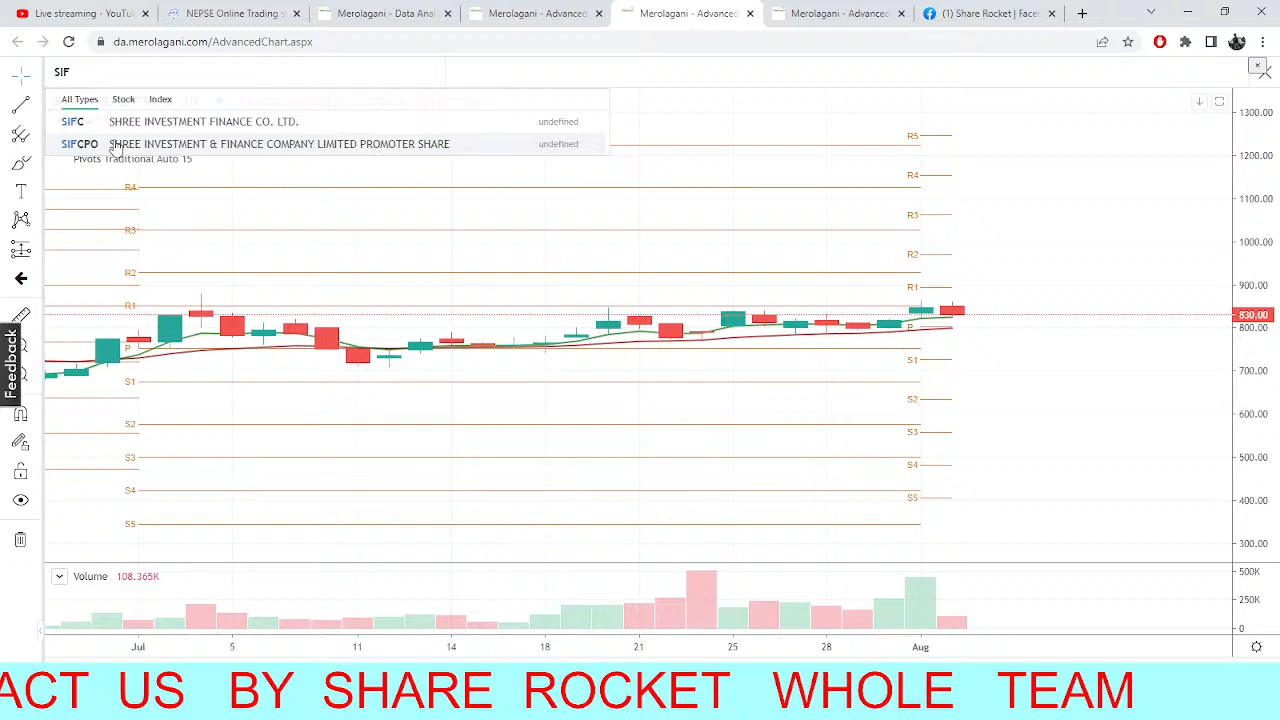 Live streaming - YouTu
NEPSE Online Trading s
Merolagani - Data Anal
Merolagani - Advanced
Merolagani - Advanced
Merolagani - Advanced
(1) Share Rocket | Face
da.merolagani.com/AdvancedChart.aspx
SIF
All Types Stock Index
SIFC SHREE INVESTMENT FINANCE CO. LTD. undefined
SIFCPO SHREE INVESTMENT & FINANCE COMPANY LIMITED PROMOTER SHARE undefined
Pivots Traditional Auto 15
R4
R3
R2
R1
P
S1
S2
S3
S4
S5
R5
R4
R3
R2
R1
P
S1
S2
S3
S4
S5
1300.00
1200.00
1100.00
1000.00
900.00
830.00
800.00
700.00
600.00
500.00
400.00
300.00
Feedback
Volume 108.365K
500K
250K
0
Jul 5 11 14 18 21 25 28 Aug
ACT US BY SHARE ROCKET WHOLE TEAM